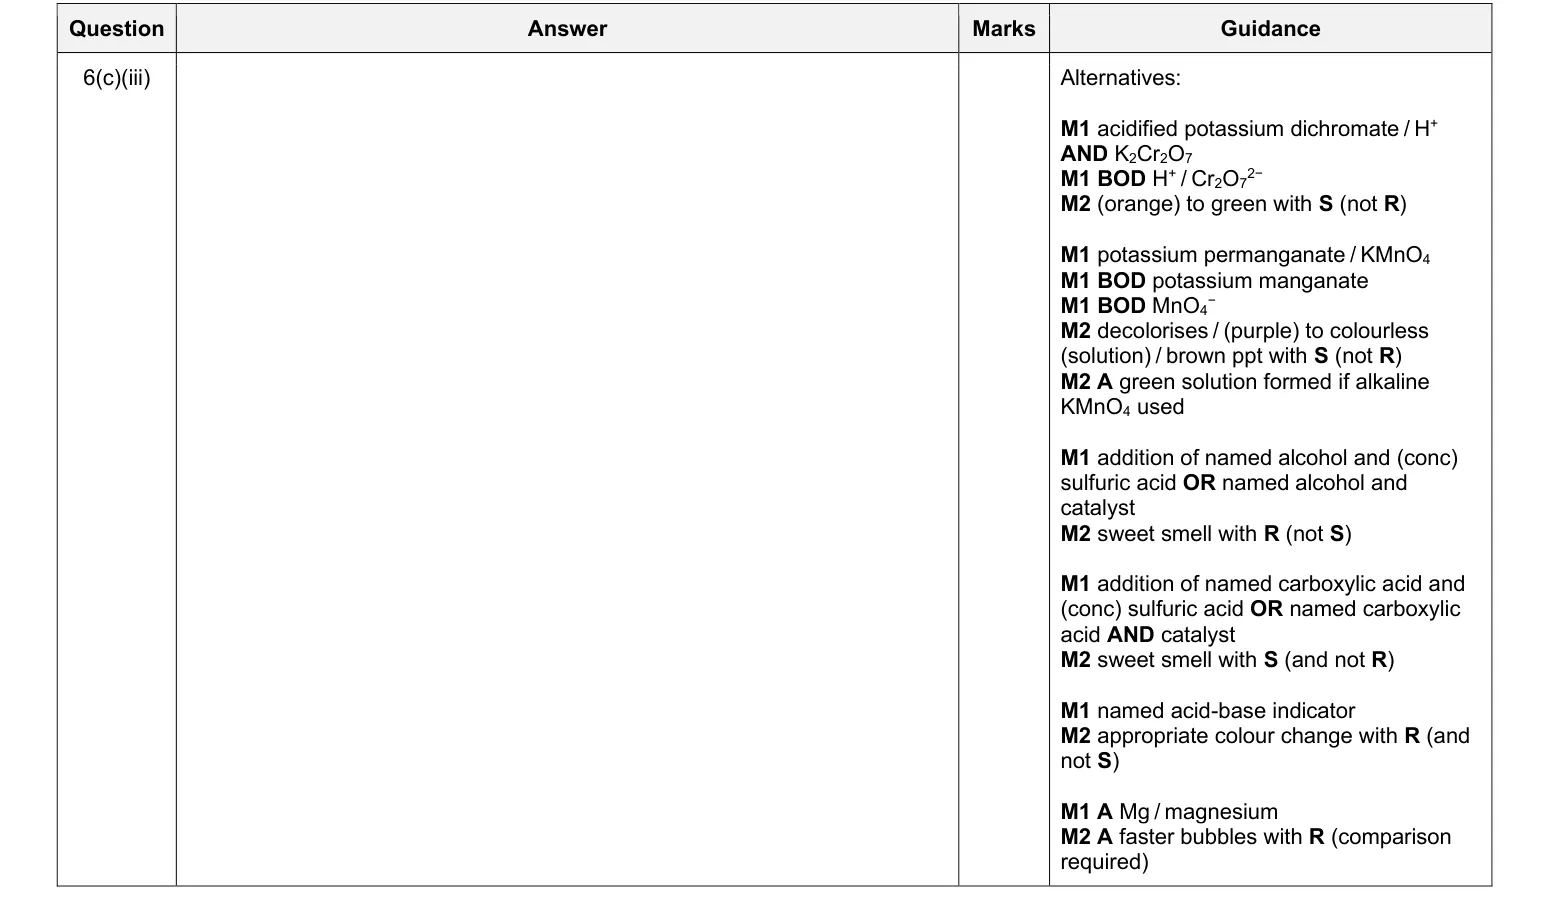 Question Answer Marks Guidance
6(c)(iii) Alternatives:
M1 acidified potassium dichromate / H⁺
AND K₂Cr₂O₇
M1 BOD H⁺ / Cr₂O₇²⁻
M2 (orange) to green with S (not R)
M1 potassium permanganate / KMnO₄
M1 BOD potassium manganate
M1 BOD MnO₄⁻
M2 decolorises / (purple) to colourless
(solution) / brown ppt with S (not R)
M2 A green solution formed if alkaline
KMnO₄ used
M1 addition of named alcohol and (conc)
sulfuric acid OR named alcohol and
catalyst
M2 sweet smell with R (not S)
M1 addition of named carboxylic acid and
(conc) sulfuric acid OR named carboxylic
acid AND catalyst
M2 sweet smell with S (and not R)
M1 named acid-base indicator
M2 appropriate colour change with R (and
not S)
M1 A Mg / magnesium
M2 A faster bubbles with R (comparison
required)